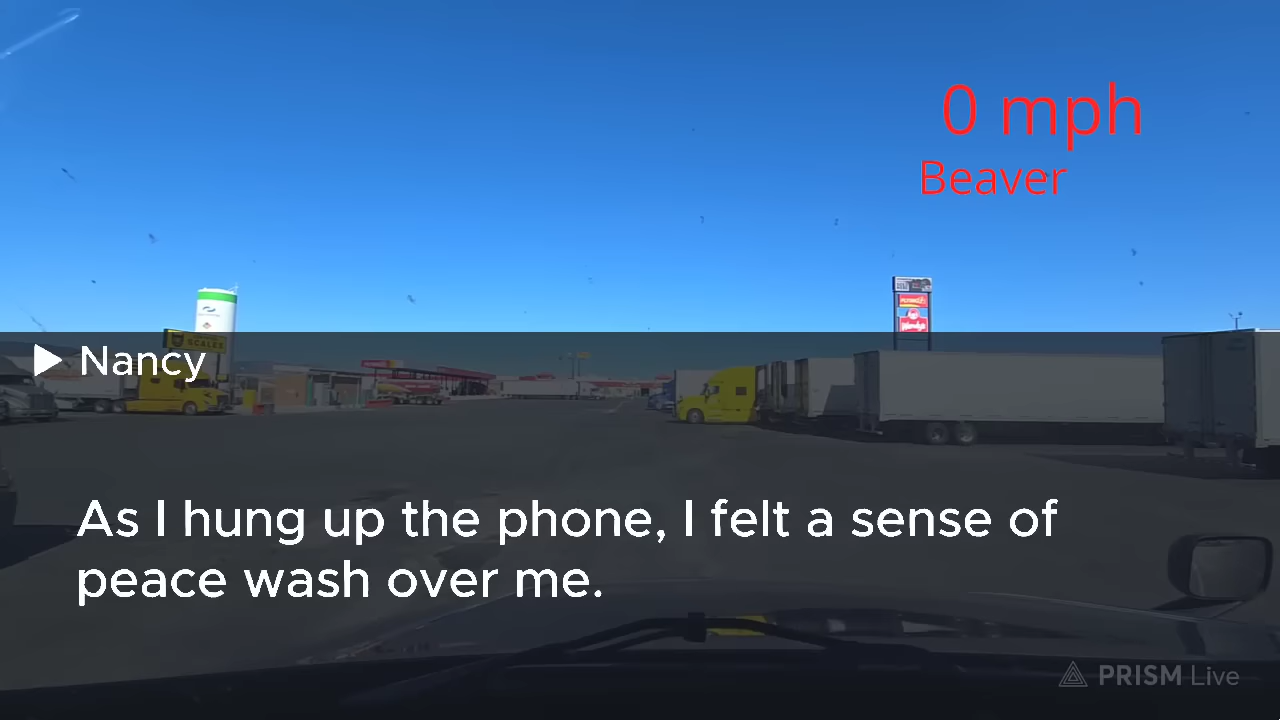 0 mph
Beaver
SCALES
Wendy's
Nancy
As I hung up the phone, I felt a sense of
peace wash over me.
PRISM Live